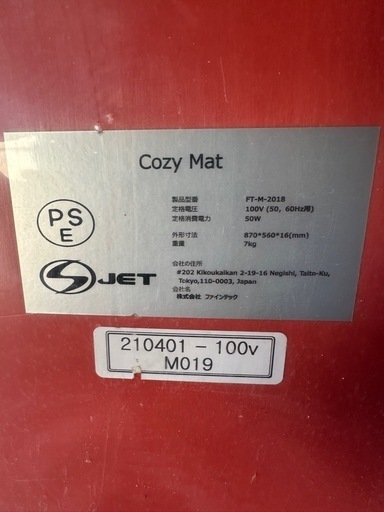 Cozy Mat
PS
E
製品型番 FT-M-2018
定格電圧 100V (50, 60Hz用)
定格消費電力 50W
外形寸法 870*560*16(mm)
重量 7kg
会社の住所
#202 Kikoukaikan 2-19-16 Negishi, Taito-Ku,
Tokyo,110-0003, Japan
会社名
株式会社 ファインテック
JET
210401 - 100v
M019